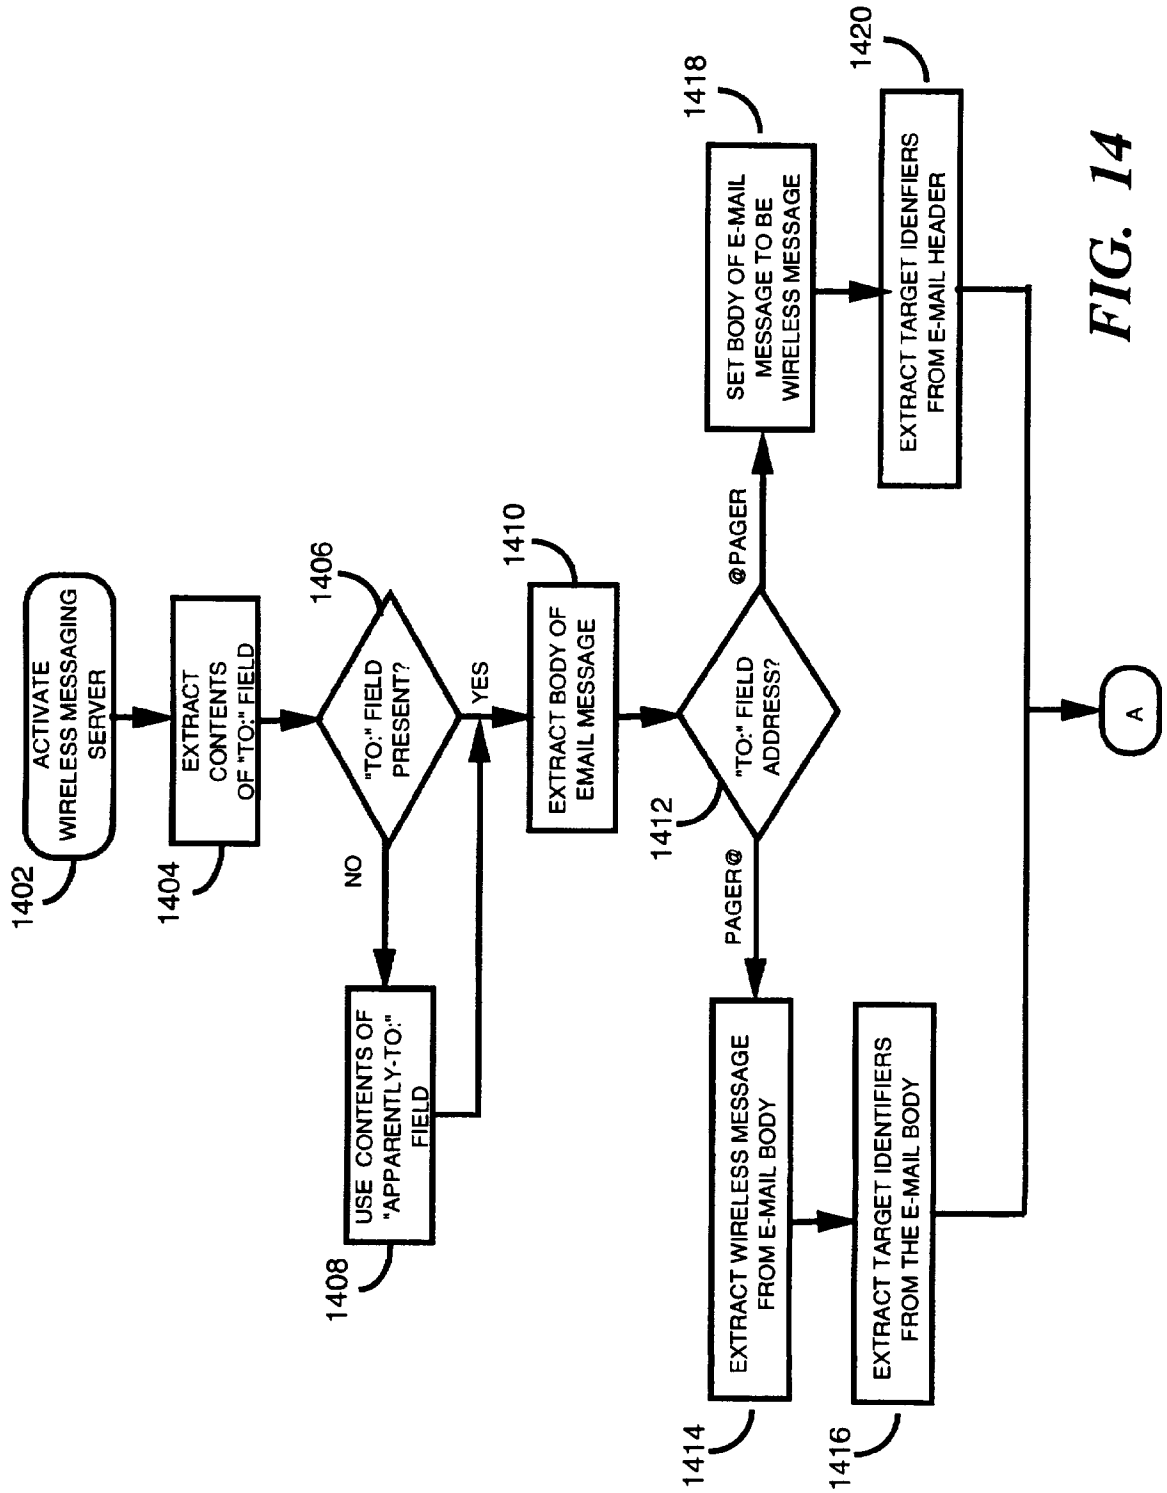 1402
ACTIVATE
WIRELESS MESSAGING
SERVER
1404
EXTRACT
CONTENTS
OF "TO:" FIELD
1406
"TO:" FIELD
PRESENT?
NO
YES
1408
USE CONTENTS OF
"APPARENTLY-TO:"
FIELD
1410
EXTRACT BODY OF
EMAIL MESSAGE
1412
"TO:" FIELD
ADDRESS?
PAGER@
@PAGER
1414
EXTRACT WIRELESS MESSAGE
FROM E-MAIL BODY
1416
EXTRACT TARGET IDENTIFIERS
FROM THE E-MAIL BODY
1418
SET BODY OF E-MAIL
MESSAGE TO BE
WIRELESS MESSAGE
1420
EXTRACT TARGET IDENFIERS
FROM E-MAIL HEADER
A
FIG. 14